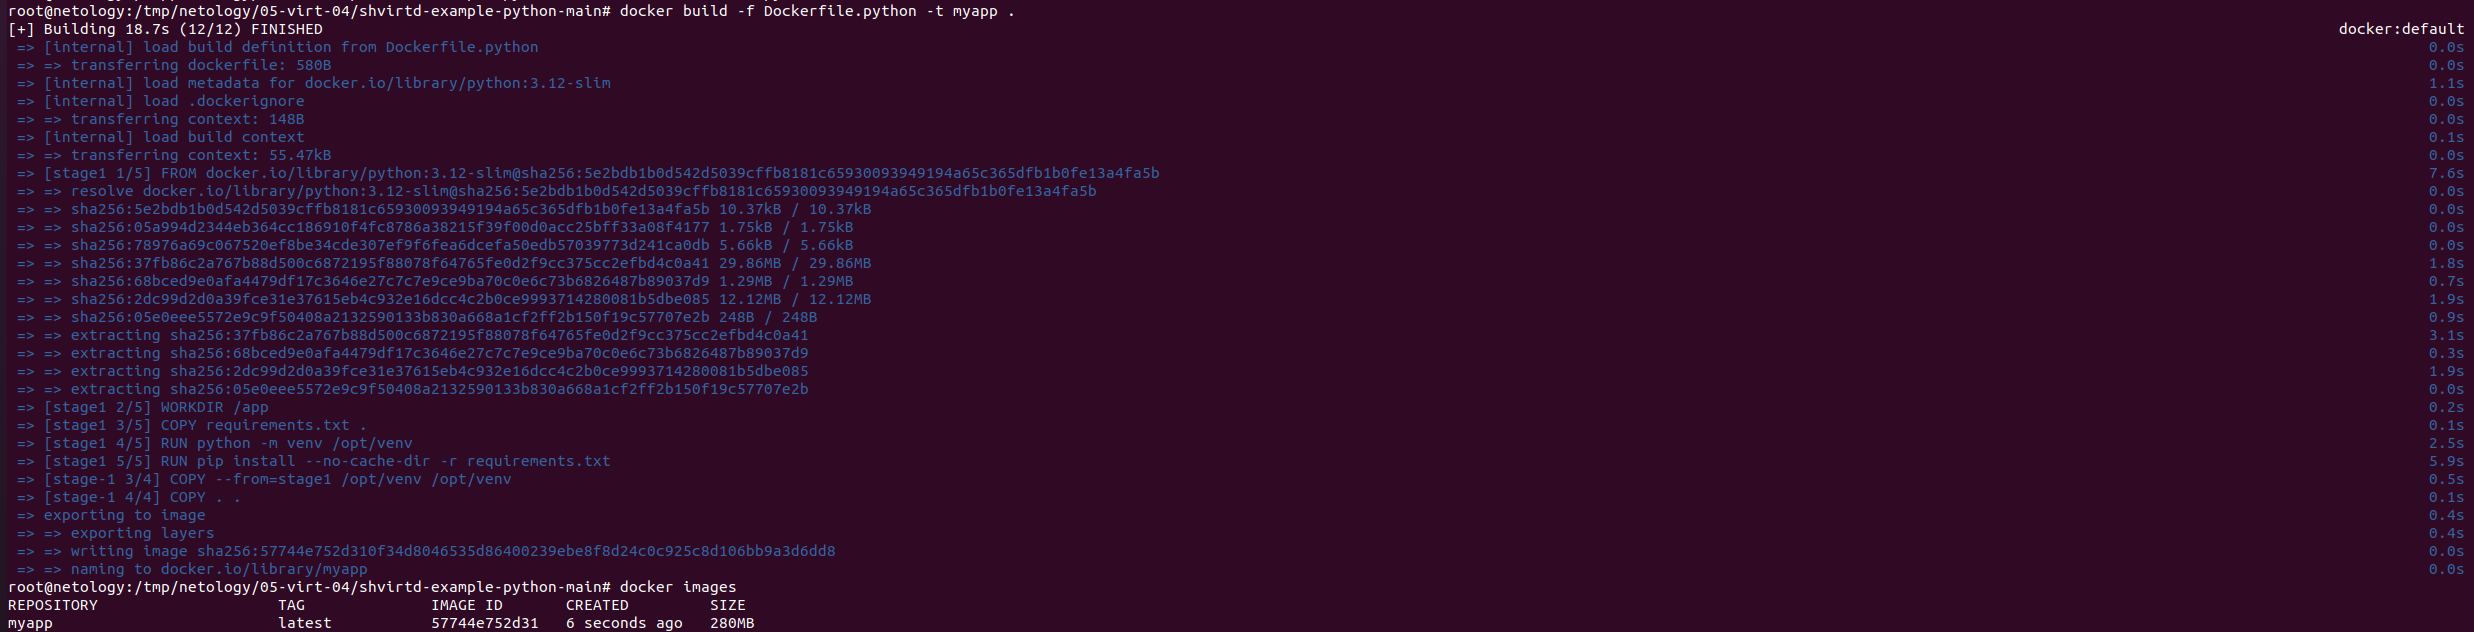 root@netology:/tmp/netology/05-virt-04/shvirtd-example-python-main# docker build -f Dockerfile.python -t myapp .
[+] Building 18.7s (12/12) FINISHED docker:default
=> [internal] load build definition from Dockerfile.python 0.0s
=> => transferring dockerfile: 580B 0.0s
=> [internal] load metadata for docker.io/library/python:3.12-slim 1.1s
=> [internal] load .dockerignore 0.0s
=> => transferring context: 148B 0.0s
=> [internal] load build context 0.1s
=> => transferring context: 55.47kB 0.0s
=> [stage1 1/5] FROM docker.io/library/python:3.12-slim@sha256:5e2bdb1b0d542d5039cffb8181c65930093949194a65c365dfb1b0fe13a4fa5b 7.6s
=> => resolve docker.io/library/python:3.12-slim@sha256:5e2bdb1b0d542d5039cffb8181c65930093949194a65c365dfb1b0fe13a4fa5b 0.0s
=> => sha256:5e2bdb1b0d542d5039cffb8181c65930093949194a65c365dfb1b0fe13a4fa5b 10.37kB / 10.37kB 0.0s
=> => sha256:05a994d2344eb364cc186910f4fc8786a38215f39f00d0acc25bff33a08f4177 1.75kB / 1.75kB 0.0s
=> => sha256:78976a69c067520ef8be34cde307ef9f6fea6dcefa50edb57039773d241ca0db 5.66kB / 5.66kB 0.0s
=> => sha256:37fb86c2a767b88d500c6872195f88078f64765fe0d2f9cc375cc2efbd4c0a41 29.86MB / 29.86MB 1.8s
=> => sha256:68bced9e0afa4479df17c3646e27c7c7e9ce9ba70c0e6c73b6826487b89037d9 1.29MB / 1.29MB 0.7s
=> => sha256:2dc99d2d0a39fce31e37615eb4c932e16dcc4c2b0ce9993714280081b5dbe085 12.12MB / 12.12MB 1.9s
=> => sha256:05e0eee5572e9c9f50408a2132590133b830a668a1cf2ff2b150f19c57707e2b 248B / 248B 0.9s
=> => extracting sha256:37fb86c2a767b88d500c6872195f88078f64765fe0d2f9cc375cc2efbd4c0a41 3.1s
=> => extracting sha256:68bced9e0afa4479df17c3646e27c7c7e9ce9ba70c0e6c73b6826487b89037d9 0.3s
=> => extracting sha256:2dc99d2d0a39fce31e37615eb4c932e16dcc4c2b0ce9993714280081b5dbe085 1.9s
=> => extracting sha256:05e0eee5572e9c9f50408a2132590133b830a668a1cf2ff2b150f19c57707e2b 0.0s
=> [stage1 2/5] WORKDIR /app 0.2s
=> [stage1 3/5] COPY requirements.txt . 0.1s
=> [stage1 4/5] RUN python -m venv /opt/venv 2.5s
=> [stage1 5/5] RUN pip install --no-cache-dir -r requirements.txt 5.9s
=> [stage-1 3/4] COPY --from=stage1 /opt/venv /opt/venv 0.5s
=> [stage-1 4/4] COPY . . 0.1s
=> exporting to image 0.4s
=> => exporting layers 0.4s
=> => writing image sha256:57744e752d310f34d8046535d86400239ebe8f8d24c0c925c8d106bb9a3d6dd8 0.0s
=> => naming to docker.io/library/myapp 0.0s
root@netology:/tmp/netology/05-virt-04/shvirtd-example-python-main# docker images
REPOSITORY TAG IMAGE ID CREATED SIZE
myapp latest 57744e752d31 6 seconds ago 280MB